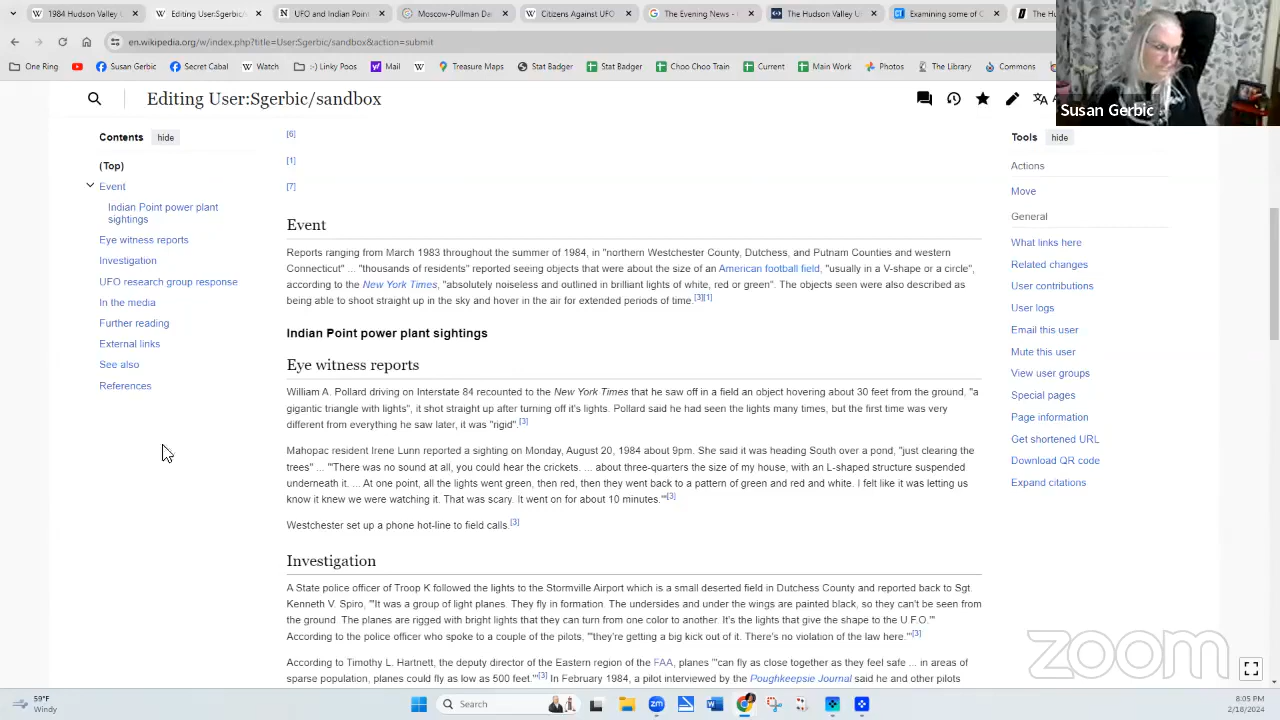 1984 Hudson Valley
Editing UserSgerbic
UFO and Indian Point
Moscow-Pullman D
Citizens Against UFO
The Evening News -
The Hudson Valley U
Examining some of C
The Huds
en.wikipedia.org/w/index.php?title=User:Sgerbic/sandbox&action=submit
One Ring
Susan Gerbic
Secret Cabal
Watch
:-) Linky Poo
Mail
Treasure Maps
Stat Badger
Stat Badger
Choo Choo Train
Current
Main Work
Photos
The Library
Commons
Susan Gerbic
Editing User:Sgerbic/sandbox
Contents hide
(Top)
Event
Indian Point power plant
sightings
Eye witness reports
Investigation
UFO research group response
In the media
Further reading
External links
See also
References
[6]
[1]
[7]
Event
Reports ranging from March 1983 throughout the summer of 1984, in "northern Westchester County, Dutchess, and Putnam Counties and western
Connecticut" ... "thousands of residents" reported seeing objects that were about the size of an American football field, "usually in a V-shape or a circle",
according to the New York Times, "absolutely noiseless and outlined in brilliant lights of white, red or green". The objects seen were also described as
being able to shoot straight up in the sky and hover in the air for extended periods of time.[3][1]
Indian Point power plant sightings
Eye witness reports
William A. Pollard driving on Interstate 84 recounted to the New York Times that he saw off in a field an object hovering about 30 feet from the ground, "a
gigantic triangle with lights", it shot straight up after turning off it's lights. Pollard said he had seen the lights many times, but the first time was very
different from everything he saw later, it was "rigid".[3]
Mahopac resident Irene Lunn reported a sighting on Monday, August 20, 1984 about 9pm. She said it was heading South over a pond, "just clearing the
trees" ... "'There was no sound at all, you could hear the crickets. ... about three-quarters the size of my house, with an L-shaped structure suspended
underneath it. ... At one point, all the lights went green, then red, then they went back to a pattern of green and red and white. I felt like it was letting us
know it knew we were watching it. That was scary. It went on for about 10 minutes.'"[3]
Westchester set up a phone hot-line to field calls.[3]
Investigation
A State police officer of Troop K followed the lights to the Stormville Airport which is a small deserted field in Dutchess County and reported back to Sgt.
Kenneth V. Spiro, "'It was a group of light planes. They fly in formation. The undersides and under the wings are painted black, so they can't be seen from
the ground. The planes are rigged with bright lights that they can turn from one color to another. It's the lights that give the shape to the U.F.O.'"
According to the police officer who spoke to a couple of the pilots, "'they're getting a big kick out of it. There's no violation of the law here.'"[3]
According to Timothy L. Hartnett, the deputy director of the Eastern region of the FAA, planes "'can fly as close together as they feel safe ... in areas of
sparse population, planes could fly as low as 500 feet.'"[3] In February 1984, a pilot interviewed by the Poughkeepsie Journal said he and other pilots
Tools hide
Actions
Move
General
What links here
Related changes
User contributions
User logs
Email this user
Mute this user
View user groups
Special pages
Page information
Get shortened URL
Download QR code
Expand citations
zoom
59°F
Windy
Search
8:05 PM
2/18/2024